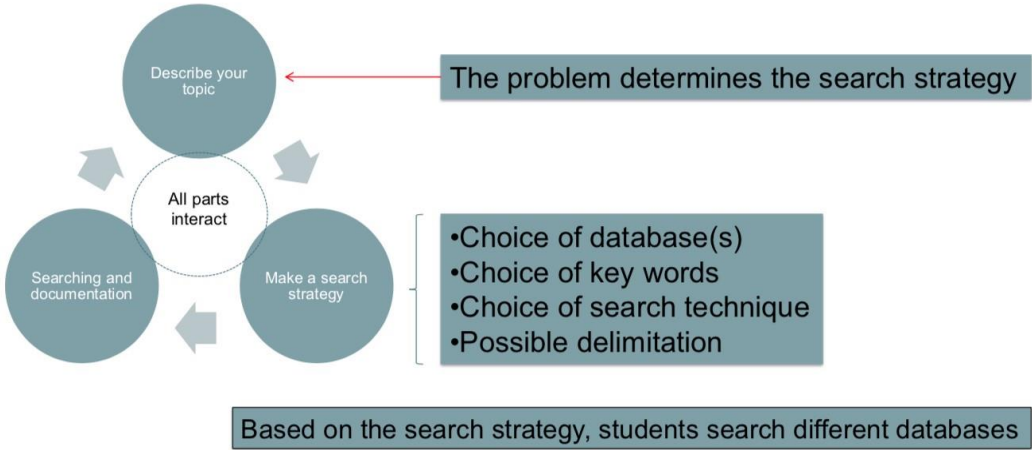 Describe your
topic
The problem determines the search strategy
All parts
interact
Searching and
documentation
Make a search
strategy
•Choice of database(s)
•Choice of key words
•Choice of search technique
•Possible delimitation
Based on the search strategy, students search different databases